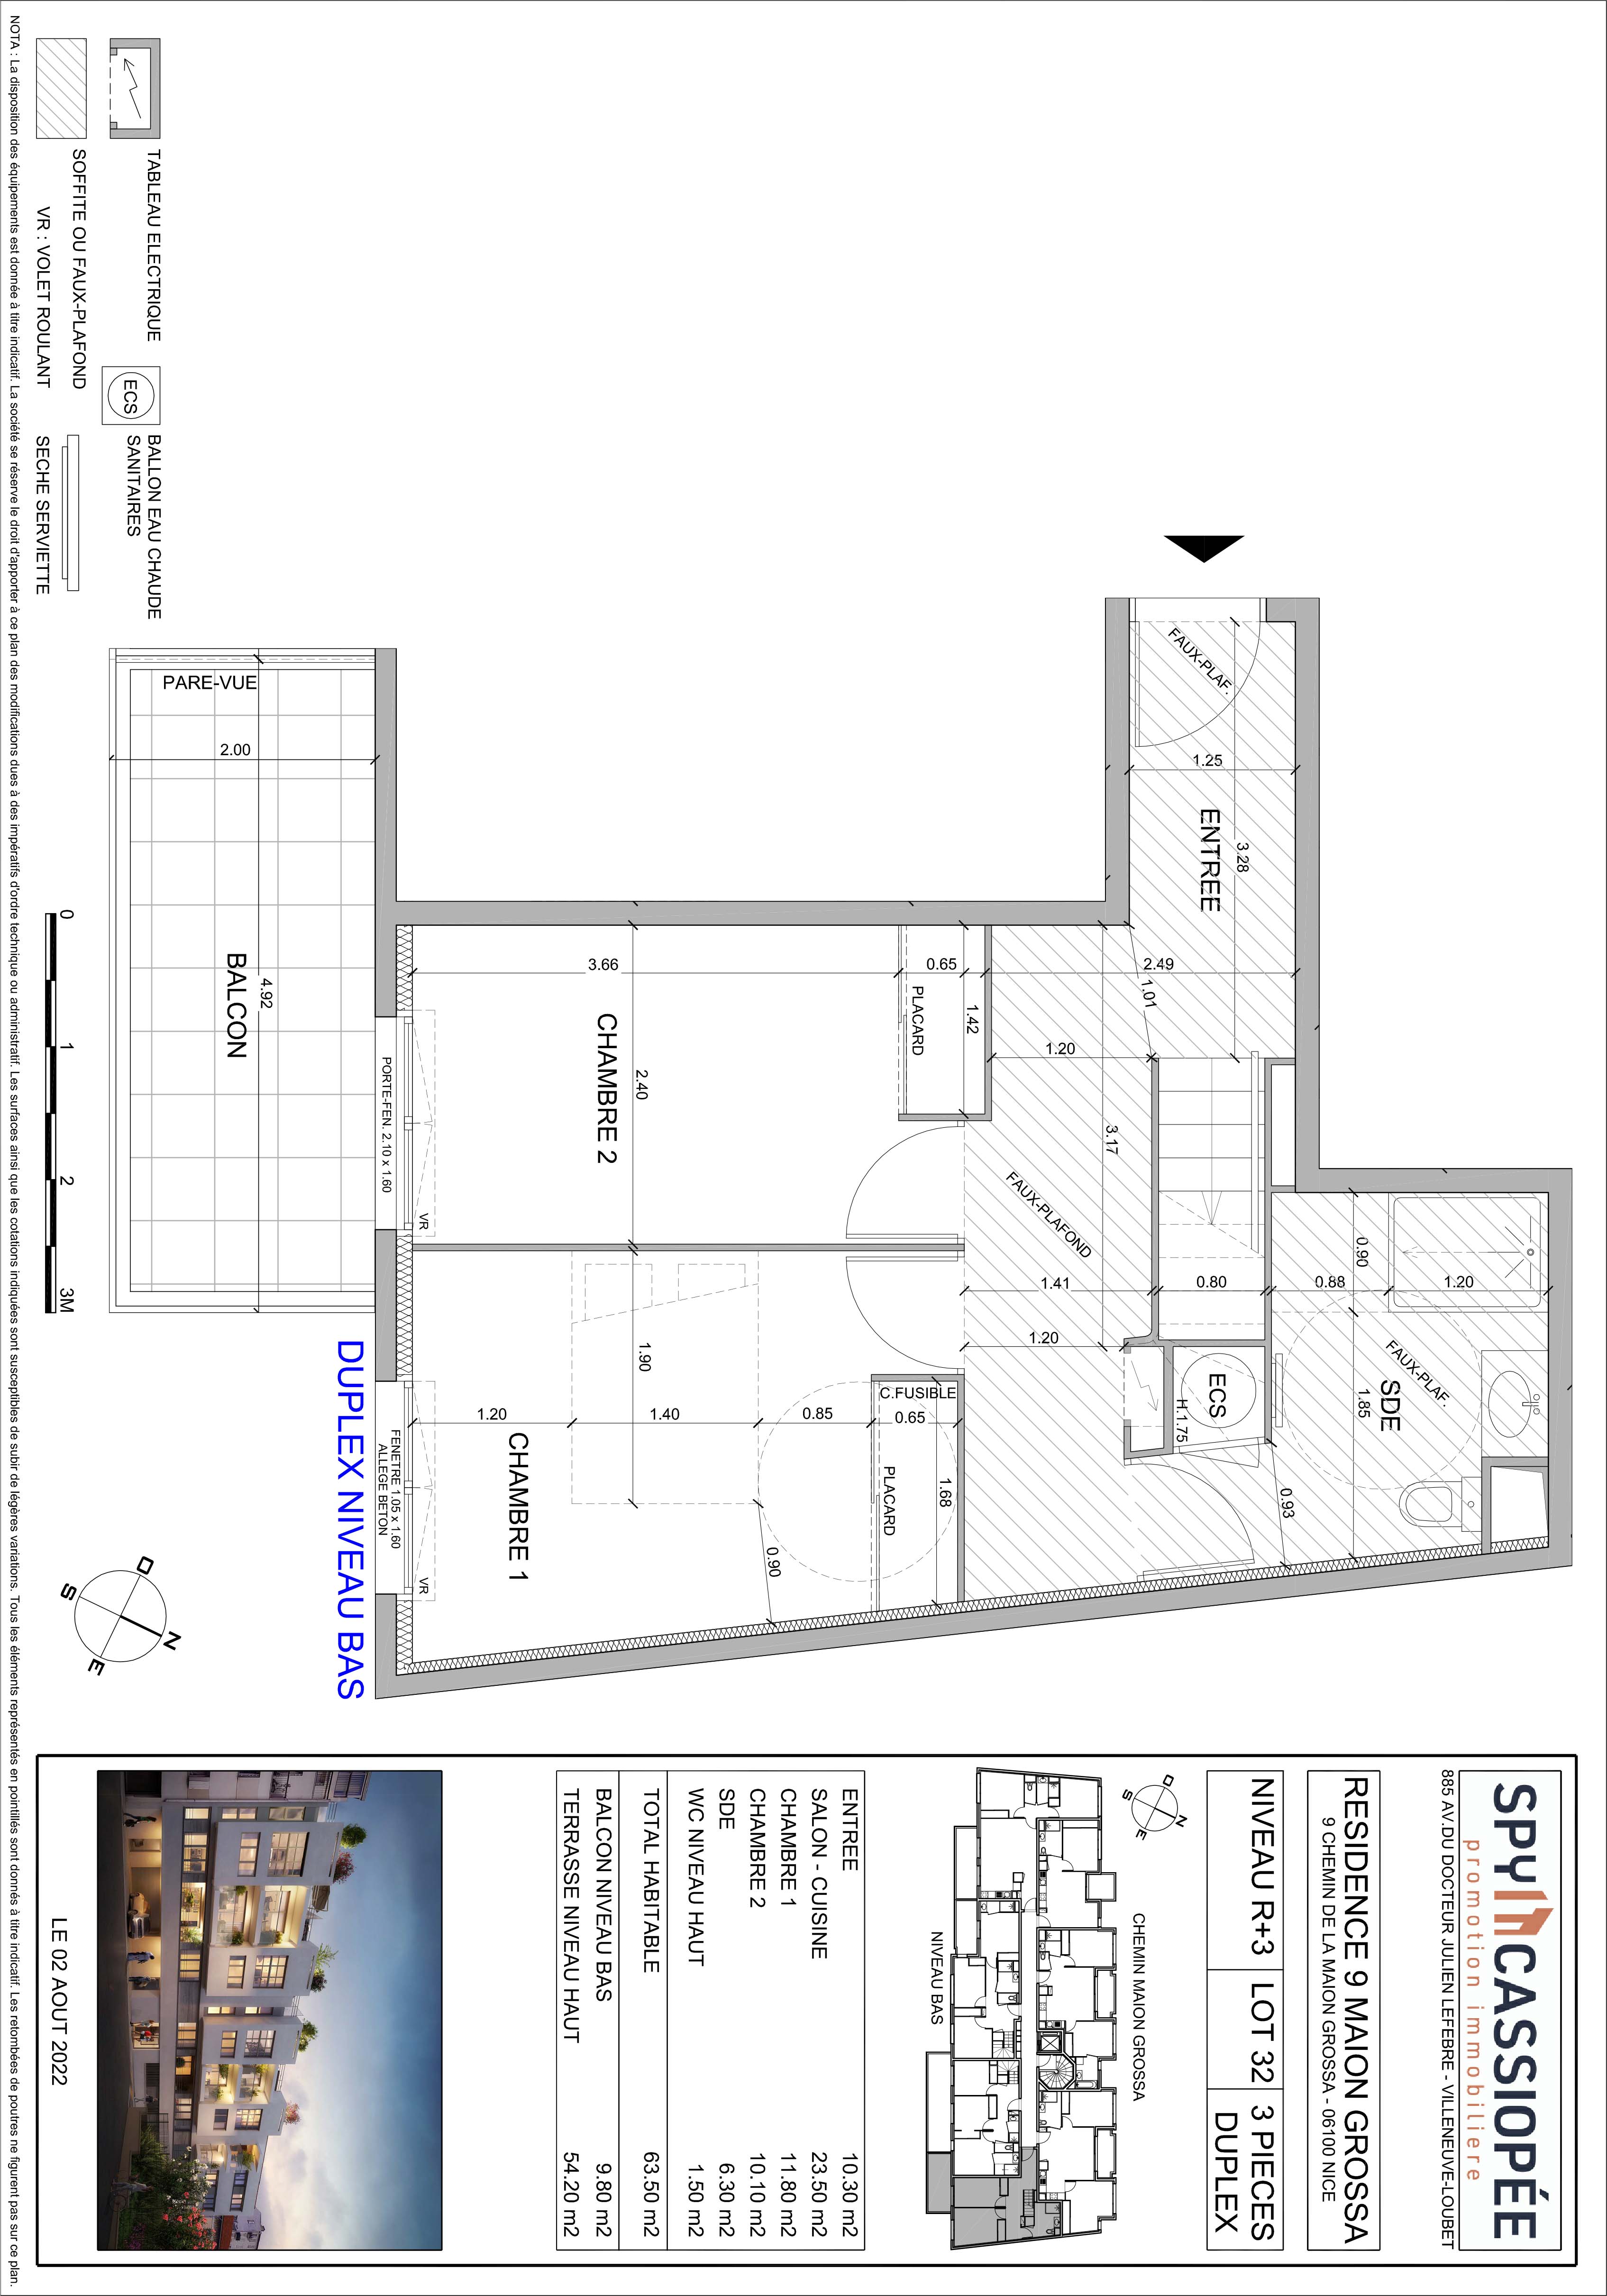 1.20
FAUX-PLAF.
SDE
0.90
1.85
0.88
0.93
3.28
ENTREE
FAUX-PLAF.
1.25
2.49
1.01
0.80
ECS
H.1.75
3.17
1.20
FAUX-PLAFOND
1.41
1.20
1.42
0.65
PLACARD
C.FUSIBLE
1.68
0.65
PLACARD
0.85
0.90
1.40
2.40
1.90
CHAMBRE 2
3.66
CHAMBRE 1
1.20
VR
VR
PORTE-FEN. 2.10 x 1.60
FENETRE 1.05 x 1.60
ALLEGE BETON
DUPLEX NIVEAU BAS
4.92
BALCON
2.00
PARE-VUE
N
O
E
S
0 1 2 3M
TABLEAU ELECTRIQUE
ECS
BALLON EAU CHAUDE
SANITAIRES
SOFFITE OU FAUX-PLAFOND
VR : VOLET ROULANT
SECHE SERVIETTE
SPY CASSIOPÉE
promotion immobiliere
885 AV.DU DOCTEUR JULIEN LEFEBRE - VILLENEUVE-LOUBET
RESIDENCE 9 MAION GROSSA
9 CHEMIN DE LA MAION GROSSA - 06100 NICE
NIVEAU R+3 LOT 32 3 PIECES
DUPLEX
N
O
E
S
CHEMIN MAION GROSSA
NIVEAU BAS
ENTREE 10.30 m2
SALON - CUISINE 23.50 m2
CHAMBRE 1 11.80 m2
CHAMBRE 2 10.10 m2
SDE 6.30 m2
WC NIVEAU HAUT 1.50 m2
TOTAL HABITABLE 63.50 m2
BALCON NIVEAU BAS 9.80 m2
TERRASSE NIVEAU HAUT 54.20 m2
LE 02 AOUT 2022
NOTA : La disposition des équipements est donnée à titre indicatif. La société se réserve le droit d'apporter à ce plan des modifications dues à des impératifs d'ordre technique ou administratif. Les surfaces ainsi que les cotations indiquées sont susceptibles de subir de légères variations. Tous les éléments représentés en pointillés sont donnés à titre indicatif. Les retombées de poutres ne figurent pas sur ce plan.